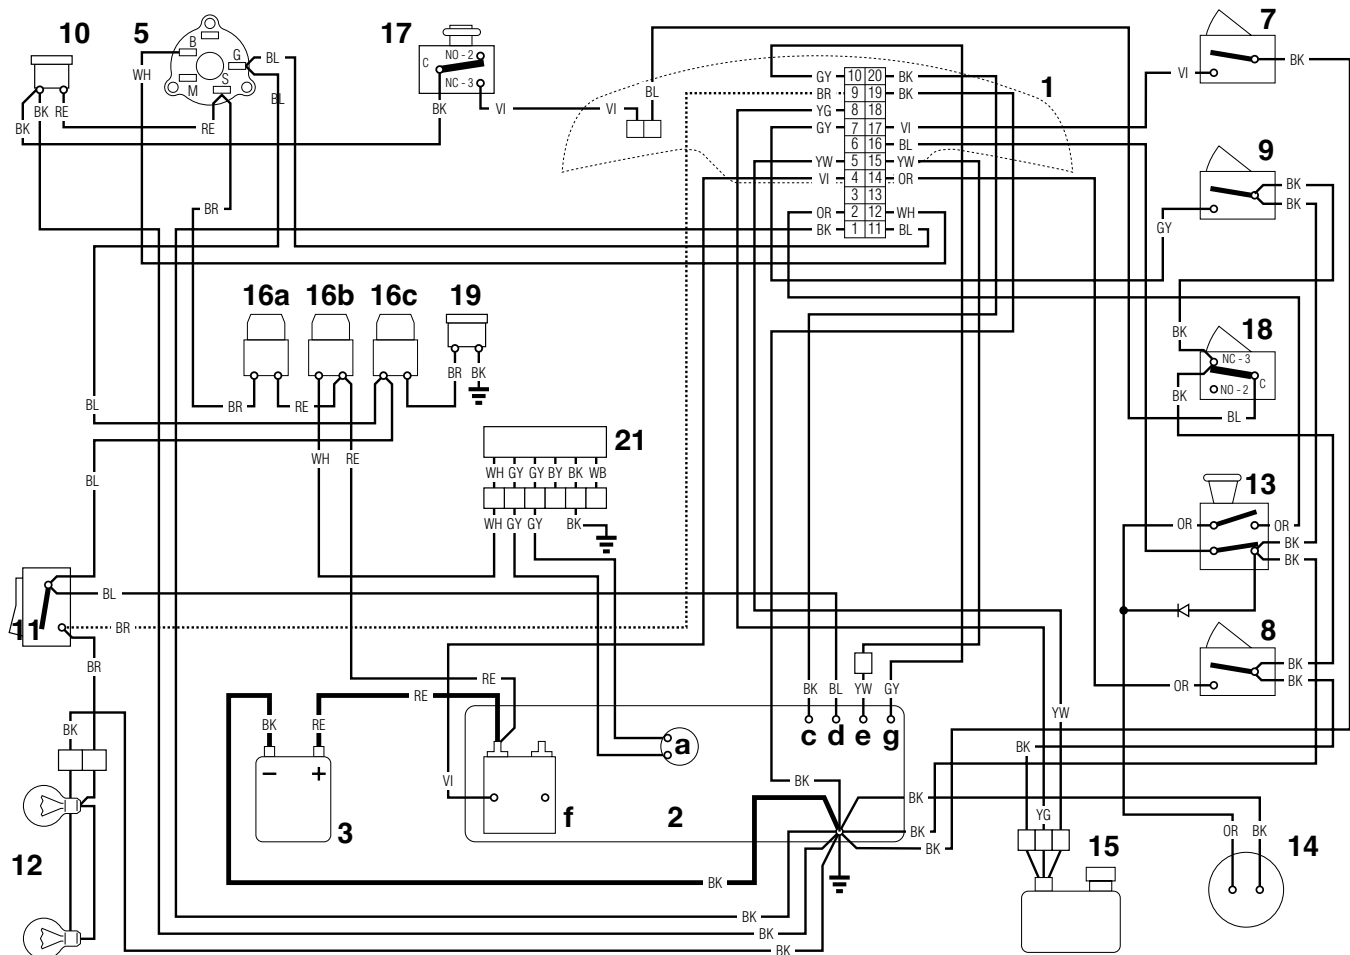 10 5 17 7
B G BL
WH
M S
BL
BK BK RE RE
C NO - 2
NC - 3
BK VI VI
BL
1
GY 10 20 BK
BR 9 19 BK
YG 8 18
GY 7 17 VI
6 16 BL
YW 5 15 YW
VI 4 14 OR
3 13
OR 2 12 WH
BK 1 11 BL
VI BK
9
BK
BK
GY
BR
16a 16b 16c 19
BR RE
BR BK
BL
WH RE
BK 18
NC - 3
NO - 2 C
BK
BL
21
WH GY GY BY BK WB
WH GY GY BK
BL
13
OR OR
BK
BK
11
BL
BR
BR
8
BK
BK
OR
RE
RE
BK RE
BK
BK BL YW GY
c d e g
a
YW
BK
VI
f
2
3
– +
BK
BK
BK
BK
YG
OR BK
12
15 14
BK
BK
BK
BK